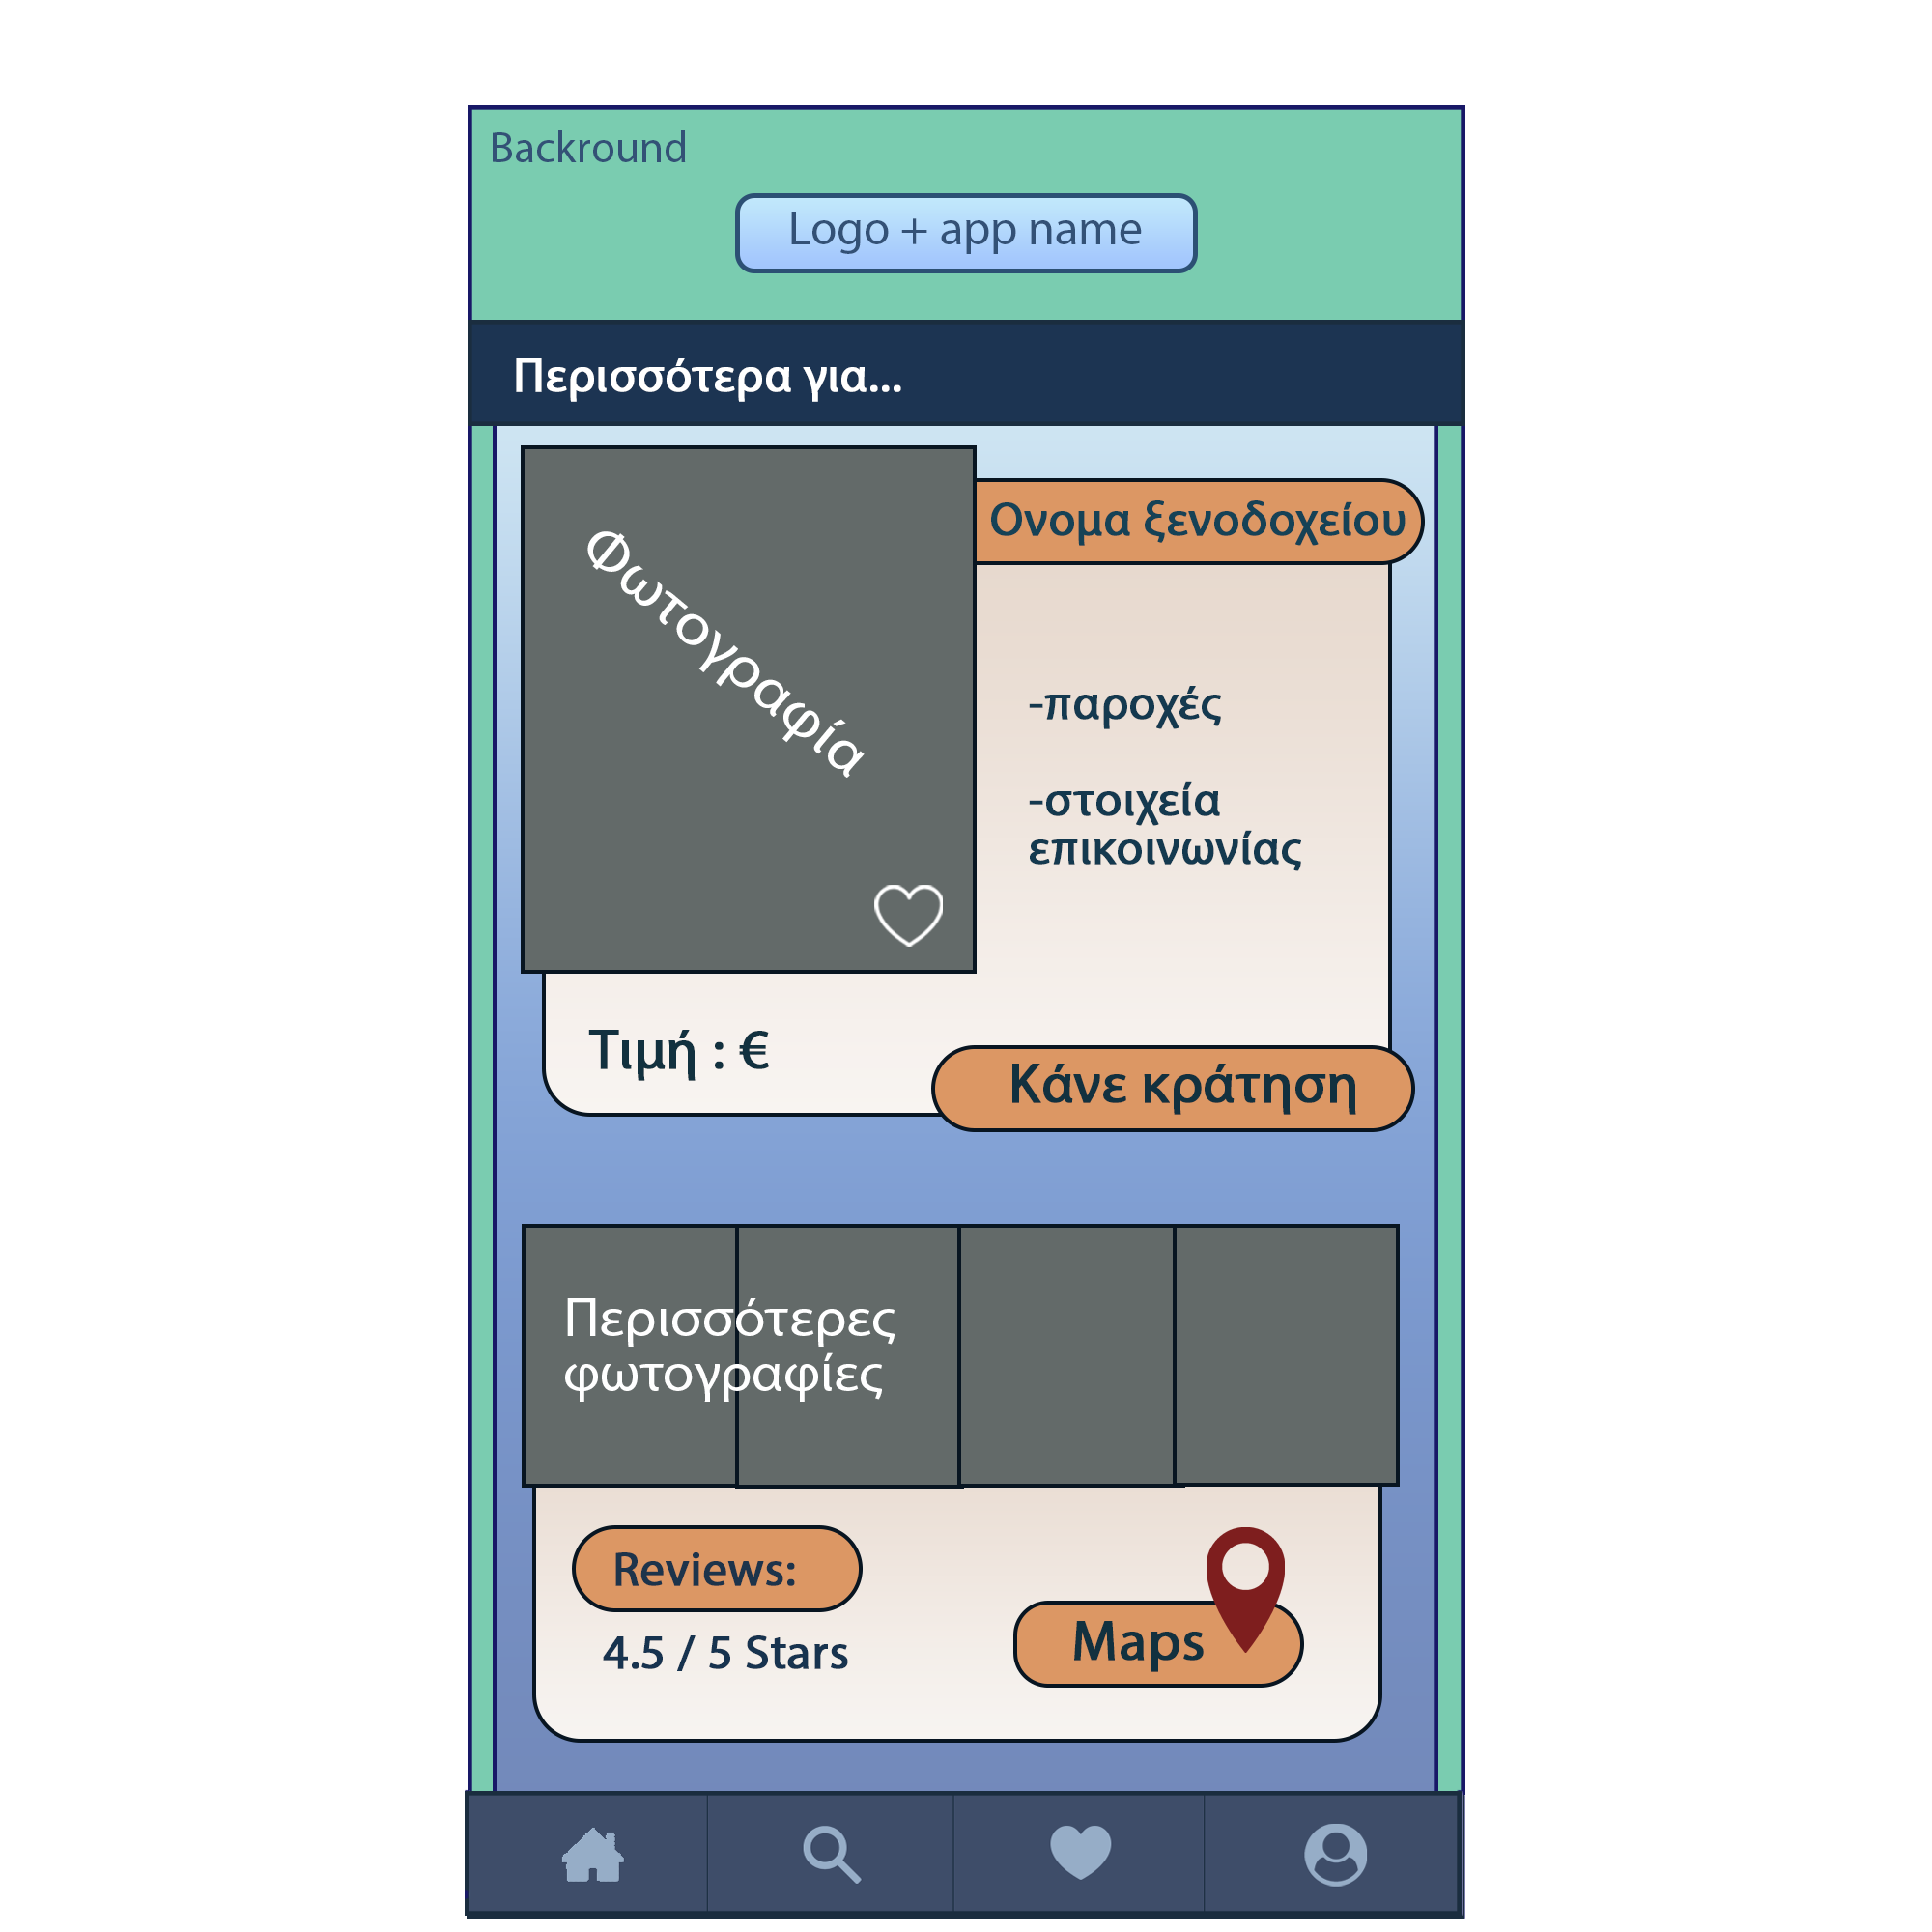 Backround
Logo + app name
Περισσότερα για...
Ονομα ξενοδοχείου
Φωτογραφία
-παροχές
-στοιχεία
επικοινωνίας
Τιμή : €
Κάνε κράτηση
Περισσότερες
φωτογραφίες
Reviews:
4.5 / 5 Stars
Maps